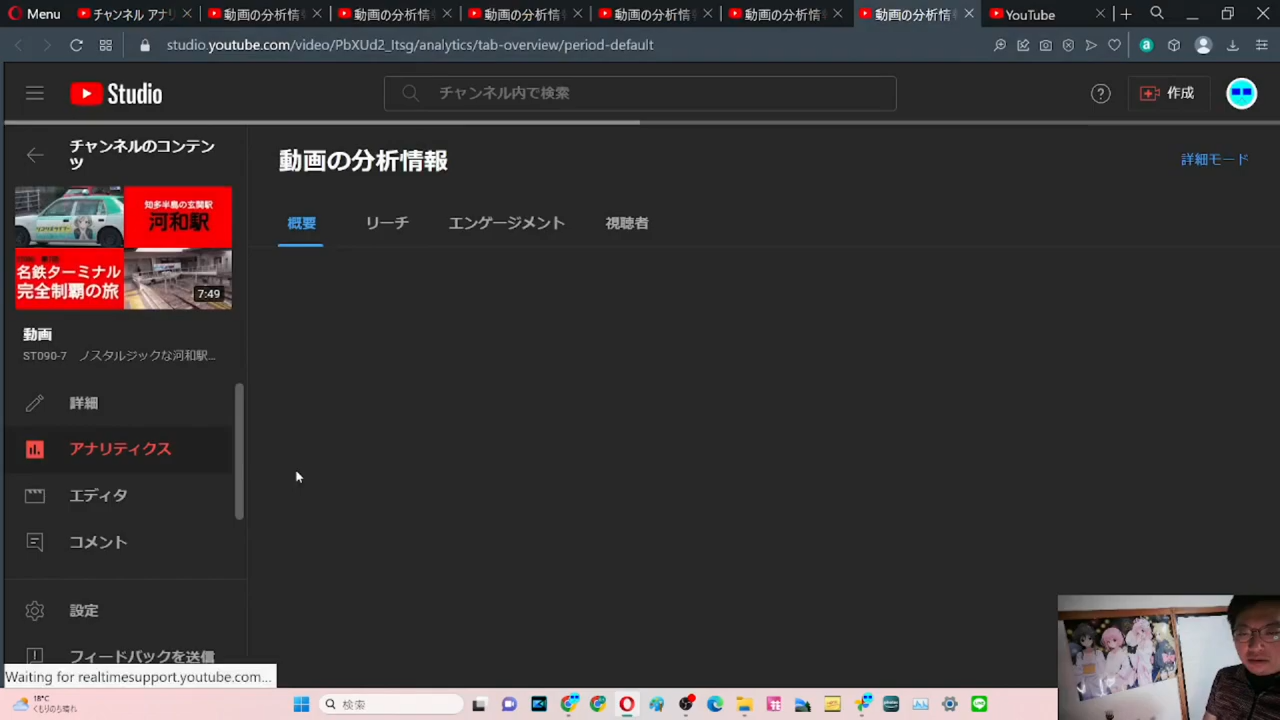 Menu
チャンネル アナリ
動画の分析情
動画の分析情
動画の分析情
動画の分析情
動画の分析情
動画の分析情
YouTube
studio.youtube.com/video/PbXUd2_Itsg/analytics/tab-overview/period-default
Studio
チャンネル内で検索
作成
チャンネルのコンテン
ツ
知多半島の玄関駅
河和駅
名鉄ターミナル
完全制覇の旅
7:49
動画
ST090-7 ノスタルジックな河和駅...
詳細
アナリティクス
エディタ
コメント
設定
フィードバックを送信
動画の分析情報
詳細モード
概要 リーチ エンゲージメント 視聴者
Waiting for realtimesupport.youtube.com...
18°C
くもりのち晴れ
検索